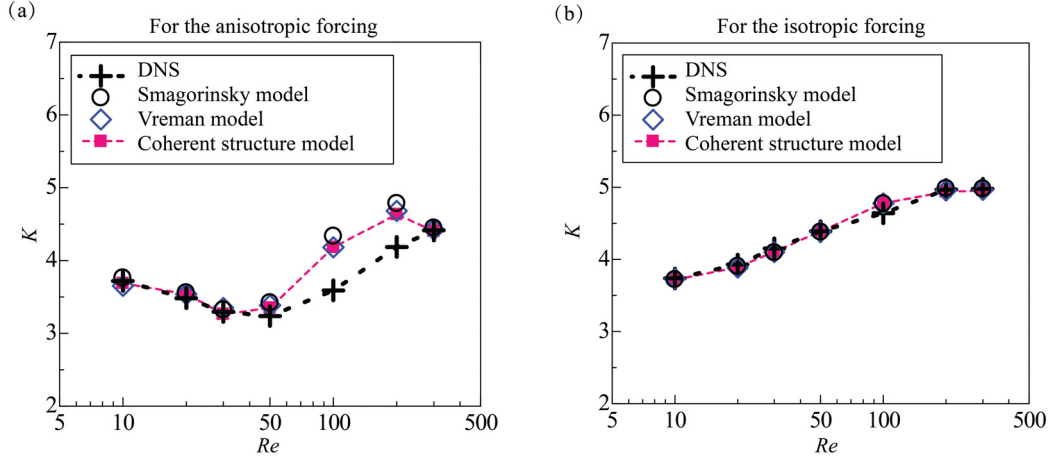 (a)
For the anisotropic forcing
7
6
5
4
3
2
K
DNS
Smagorinsky model
Vreman model
Coherent structure model
5
10
50
100
500
Re
(b)
For the isotropic forcing
7
6
5
4
3
2
K
DNS
Smagorinsky model
Vreman model
Coherent structure model
5
10
50
100
500
Re